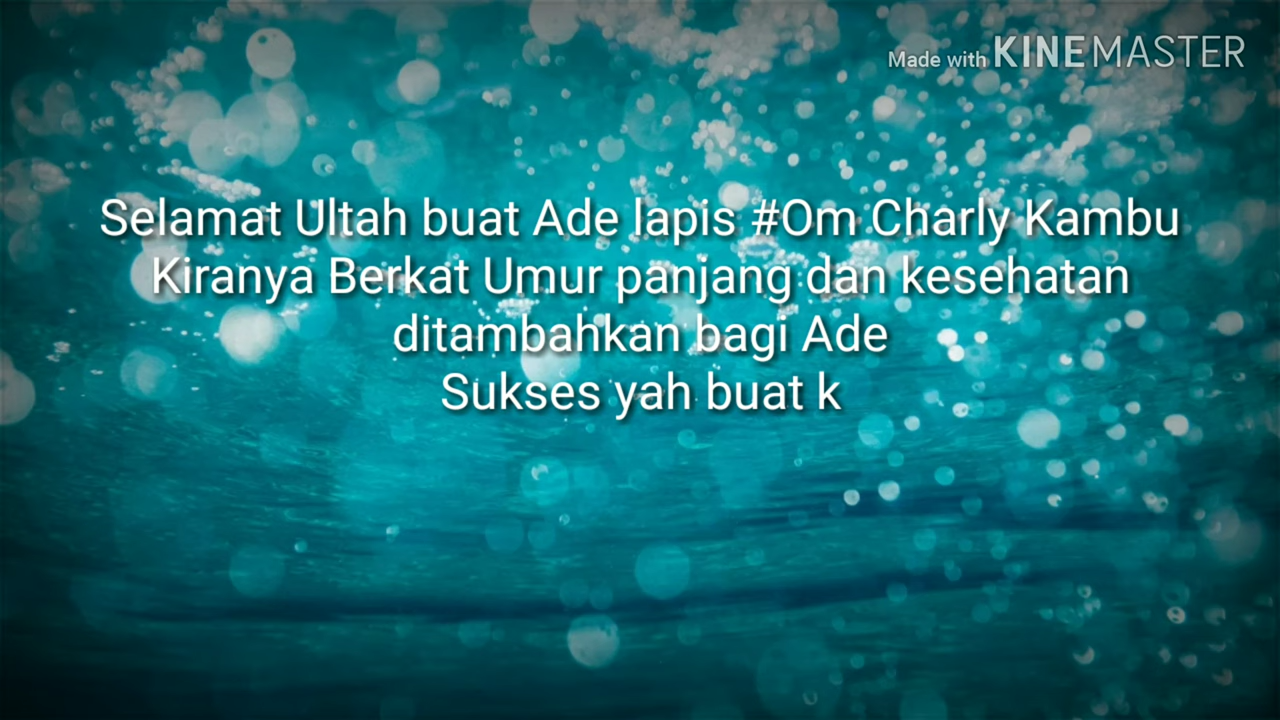 Made with KINEMASTER
Selamat Ultah buat Ade lapis #Om Charly Kambu
Kiranya Berkat Umur panjang dan kesehatan
ditambahkan bagi Ade
Sukses yah buat k